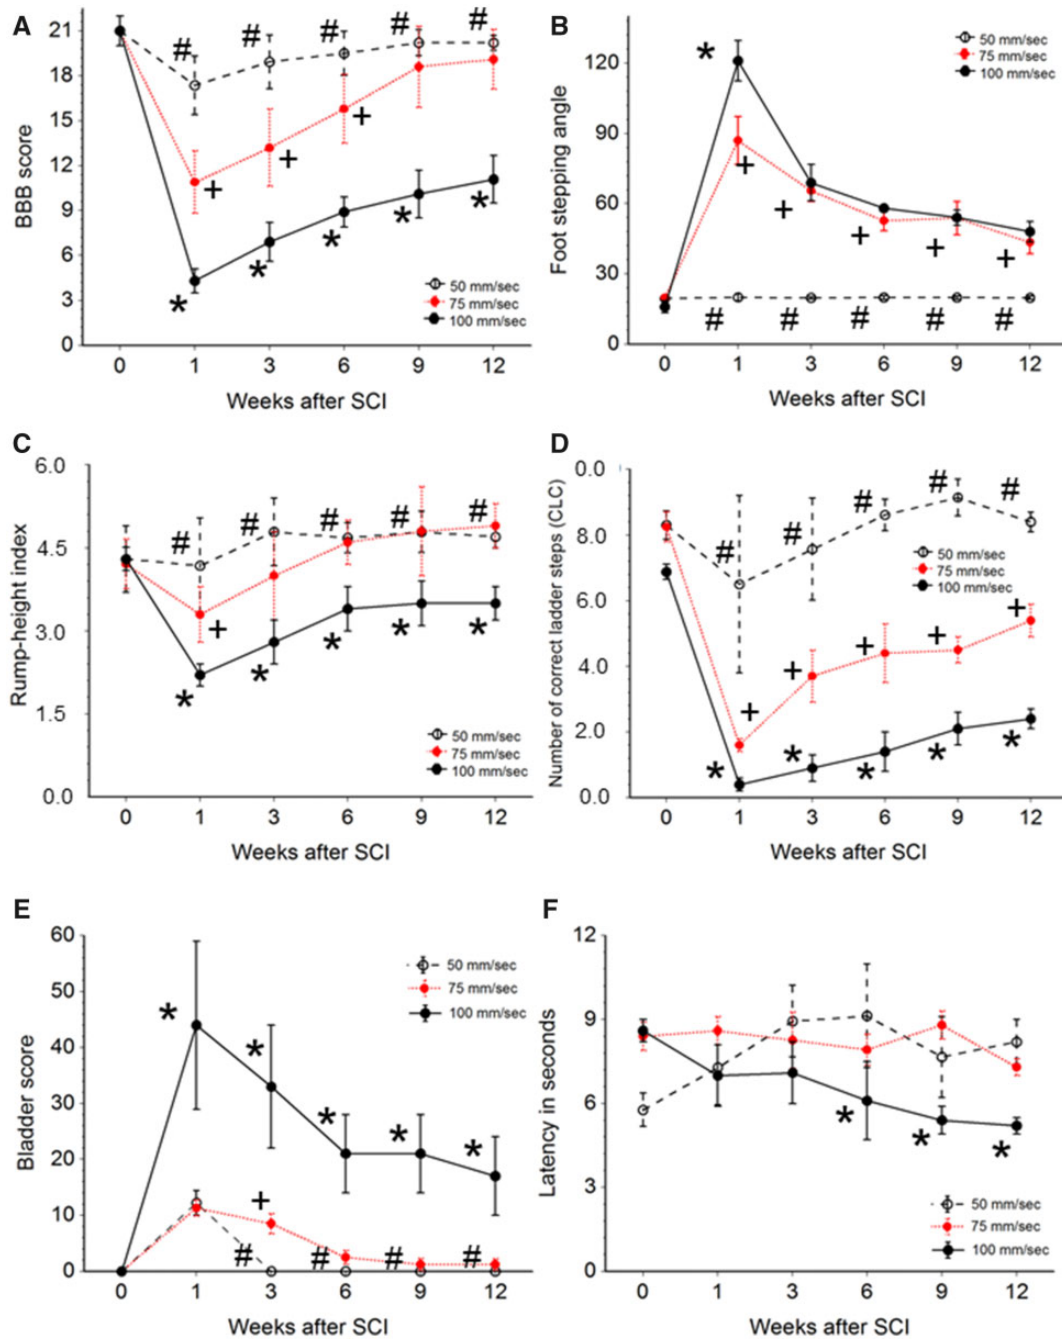 A
BBB score
21
18
15
12
9
6
3
0
# # # # #
+ + +
* * * * *
50 mm/sec
75 mm/sec
100 mm/sec
0 1 3 6 9 12
Weeks after SCI
B
Foot stepping angle
120
90
60
30
0
*
+ + + + +
# # # # #
50 mm/sec
75 mm/sec
100 mm/sec
0 1 3 6 9 12
Weeks after SCI
C
Rump-height index
6.0
4.5
3.0
1.5
0.0
# # # # #
+
* * * * *
50 mm/sec
75 mm/sec
100 mm/sec
0 1 3 6 9 12
Weeks after SCI
D
Number of correct ladder steps (CLC)
0.0
8.0
6.0
4.0
2.0
0.0
# # # # #
+ + + + +
* * * * *
50 mm/sec
75 mm/sec
100 mm/sec
0 1 3 6 9 12
Weeks after SCI
E
Bladder score
60
50
40
30
20
10
0
* * * * *
+
# # # #
50 mm/sec
75 mm/sec
100 mm/sec
0 1 3 6 9 12
Weeks after SCI
F
Latency in seconds
12
9
6
3
0
* * *
50 mm/sec
75 mm/sec
100 mm/sec
0 1 3 6 9 12
Weeks after SCI